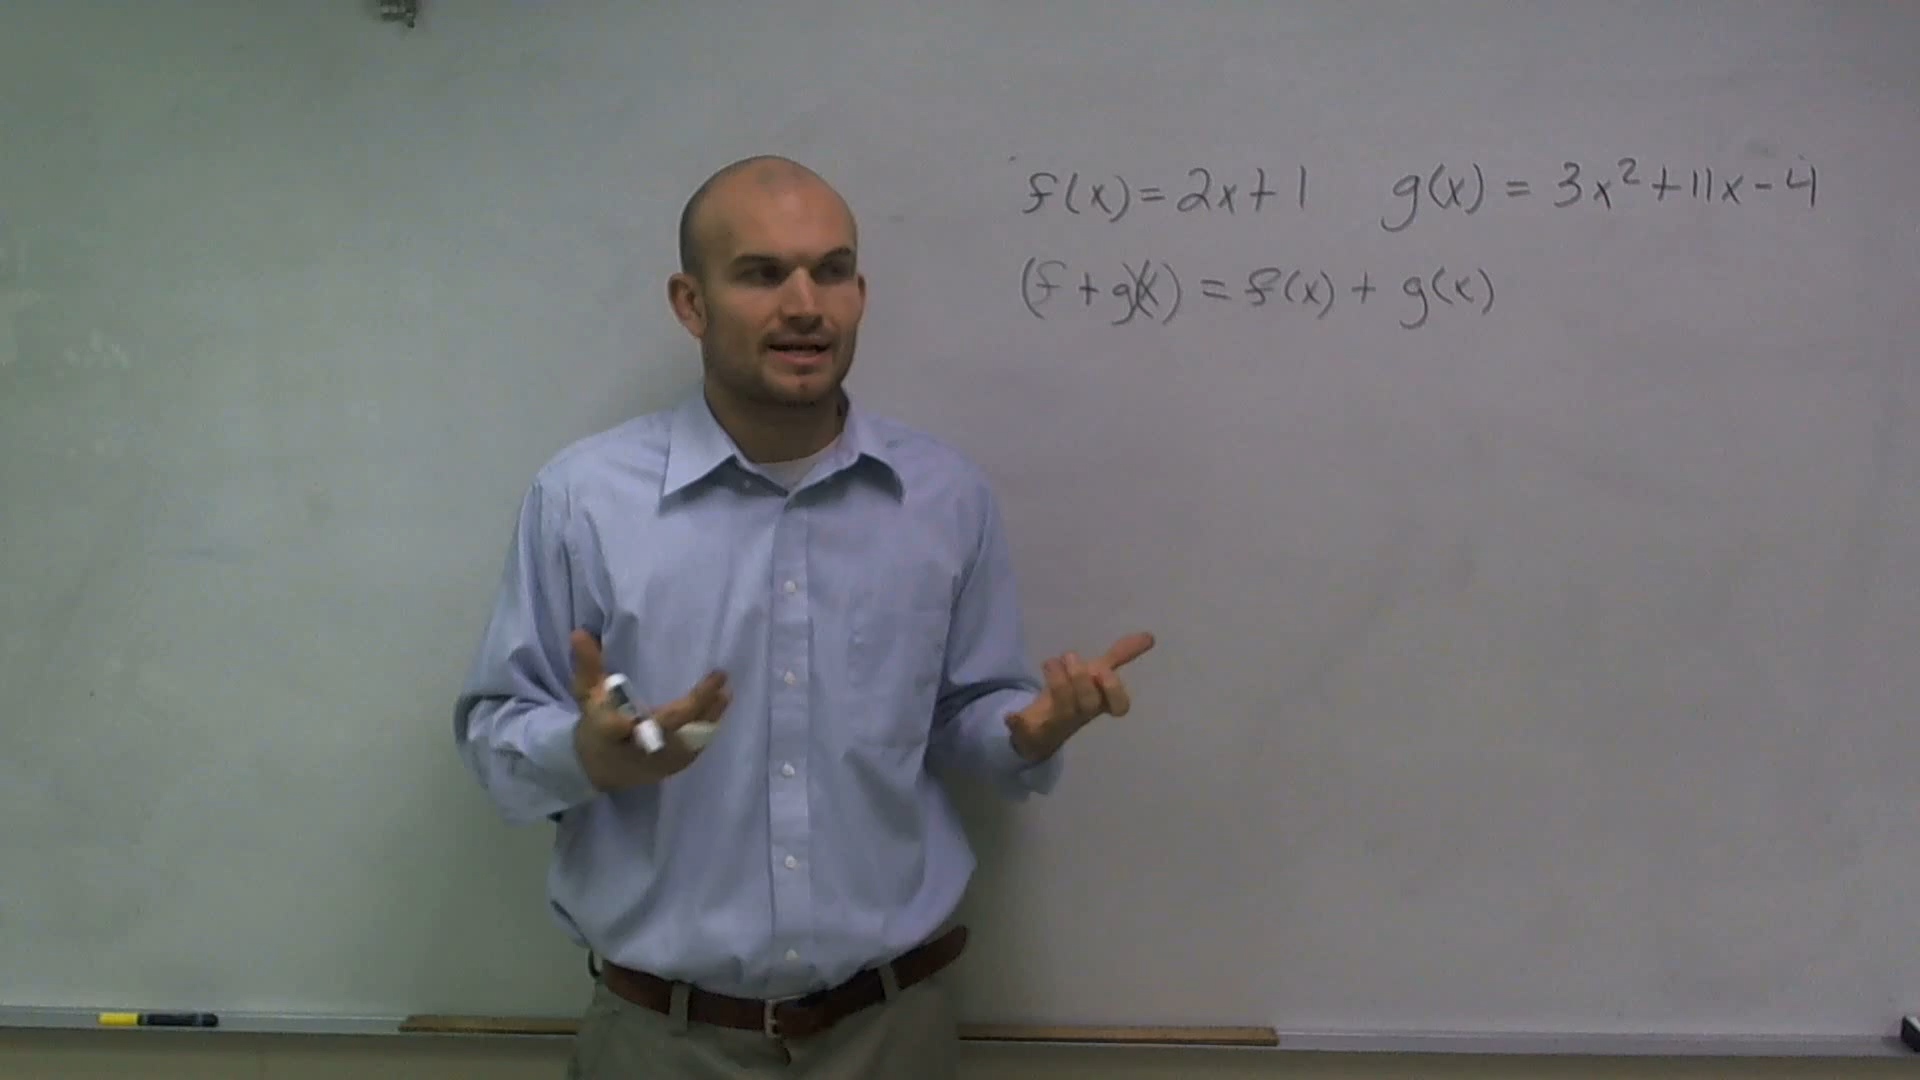 f(x) = 2x + 1 g(x) = 3x² + 11x - 4
(f + g)(x) = f(x) + g(x)